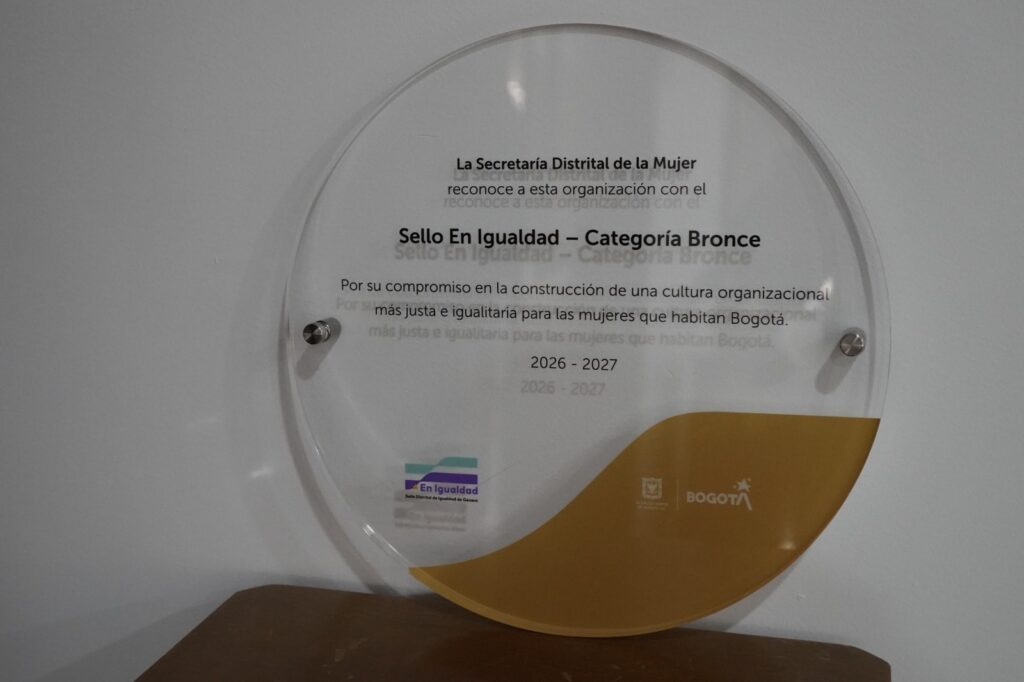 La Secretaría Distrital de la Mujer
reconoce a esta organización con el
Sello En Igualdad – Categoría Bronce
Por su compromiso en la construcción de una cultura organizacional
más justa e igualitaria para las mujeres que habitan Bogotá.
2026 - 2027
En Igualdad
Sello Distrital de Igualdad de Género
BOGOTÁ